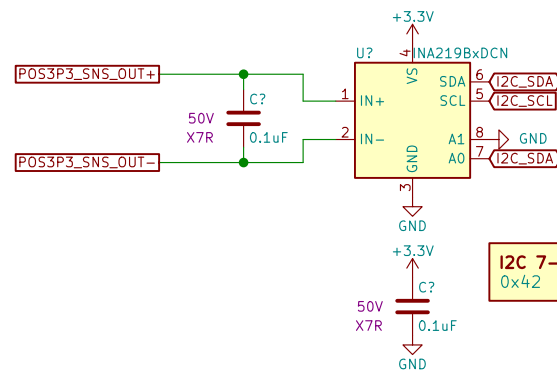 +3.3V
U?
INA219BxDCN
4
VS
POS3P3_SNS_OUT+
6
SDA
I2C_SDA
1
IN+
SCL
5
I2C_SCL
C?
50V
X7R
0.1uF
2
IN-
A1
8
GND
POS3P3_SNS_OUT-
A0
7
I2C_SDA
GND
3
GND
+3.3V
I2C 7-
0x42
C?
50V
X7R
0.1uF
GND